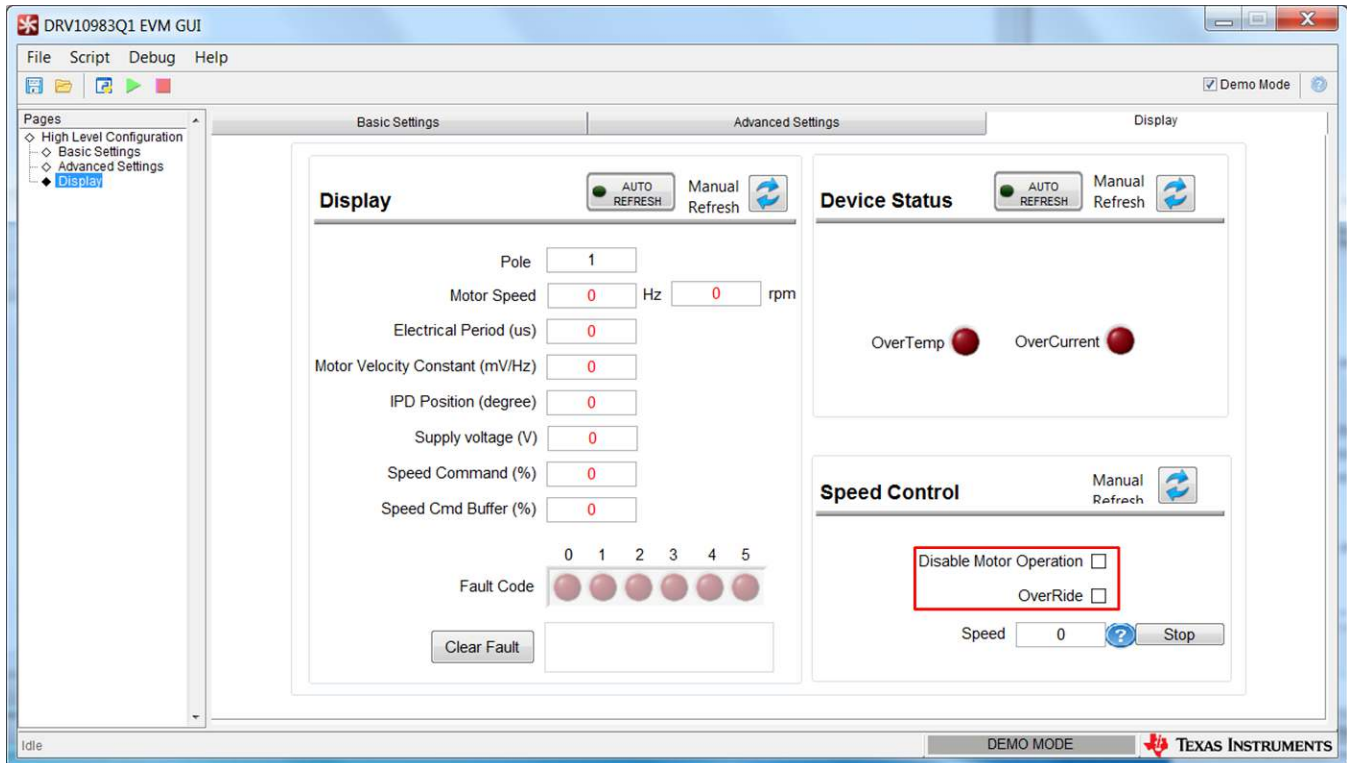 DRV10983Q1 EVM GUI
File Script Debug Help
Demo Mode
Pages
High Level Configuration
Basic Settings
Advanced Settings
Display
Basic Settings Advanced Settings Display
Display AUTO REFRESH Manual Refresh
Pole 1
Motor Speed 0 Hz 0 rpm
Electrical Period (us) 0
Motor Velocity Constant (mV/Hz) 0
IPD Position (degree) 0
Supply voltage (V) 0
Speed Command (%) 0
Speed Cmd Buffer (%) 0
0 1 2 3 4 5
Fault Code
Clear Fault
Device Status AUTO REFRESH Manual Refresh
OverTemp OverCurrent
Speed Control Manual Refresh
Disable Motor Operation
OverRide
Speed 0 ? Stop
Idle DEMO MODE TEXAS INSTRUMENTS